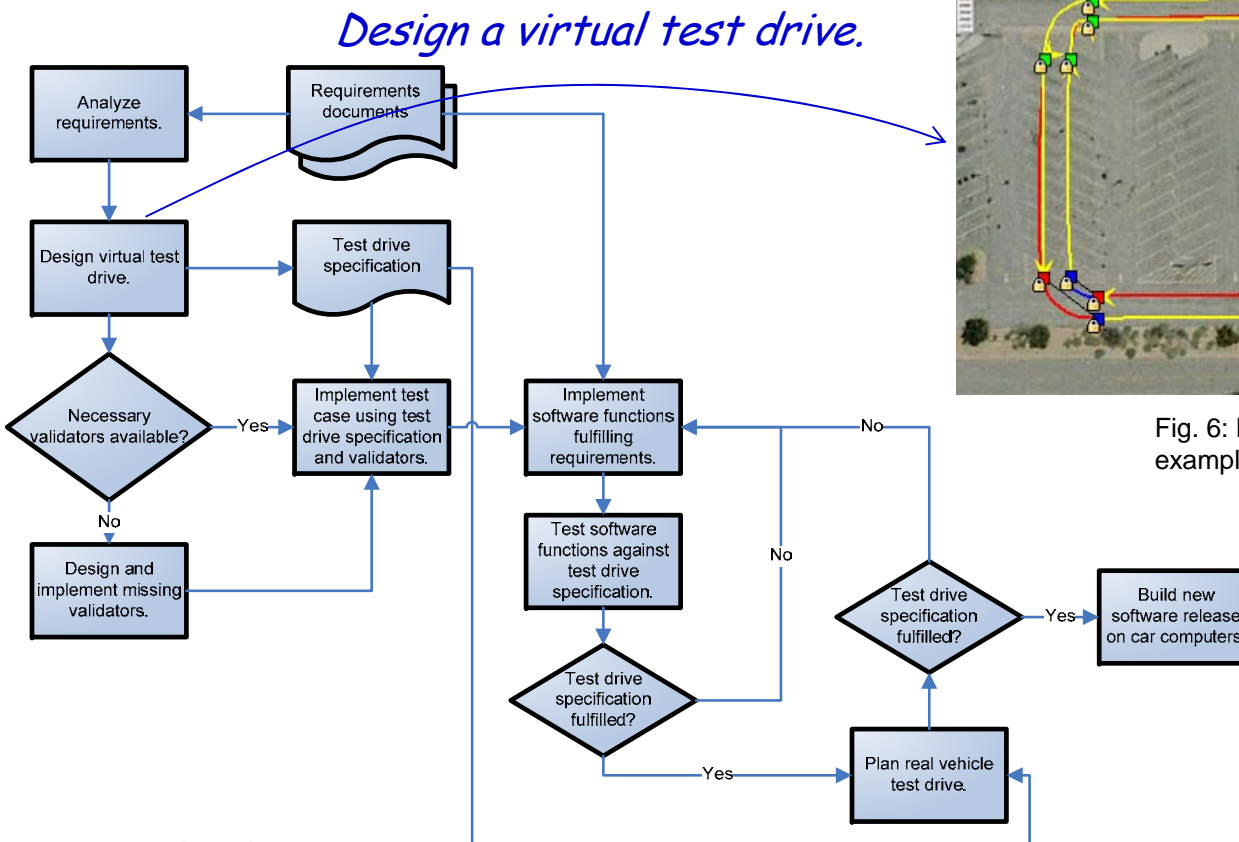 Design a virtual test drive.
Analyze
requirements.
Requirements
documents
Design virtual test
drive.
Test drive
specification
Necessary
validators available?
Yes
Implement test
case using test
drive specification
and validators.
Implement
software functions
fulfilling
requirements.
No
Fig. 6:
exampl
No
Design and
implement missing
validators.
Test software
functions against
test drive
specification.
No
Test drive
specification
fulfilled?
Yes
Build new
software release
on car computers
Test drive
specification
fulfilled?
Yes
Plan real vehicle
test drive.